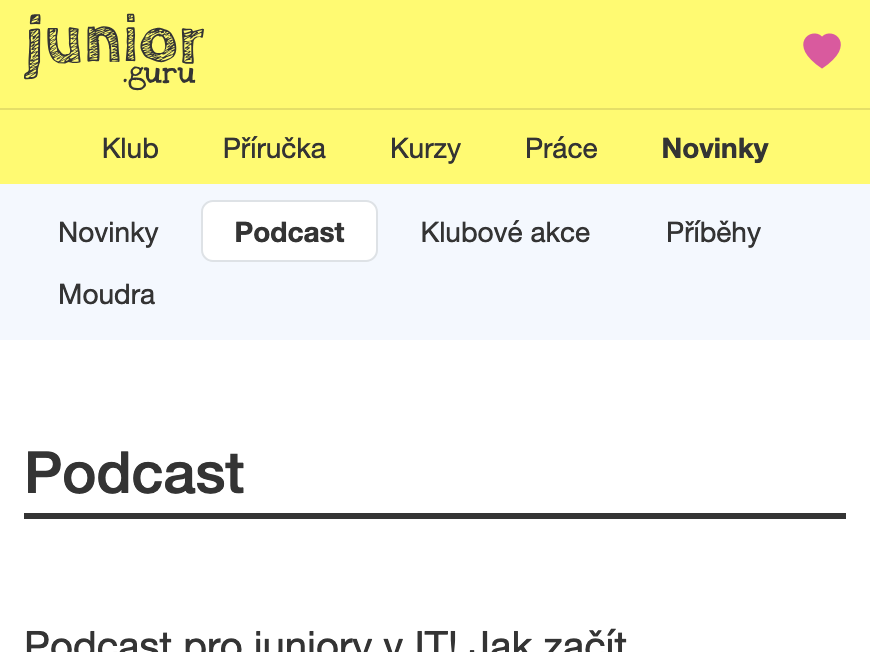 junior
.guru
Klub Příručka Kurzy Práce Novinky
Novinky Podcast Klubové akce Příběhy
Moudra
Podcast
Podcast pro juniory v IT! Jak začít